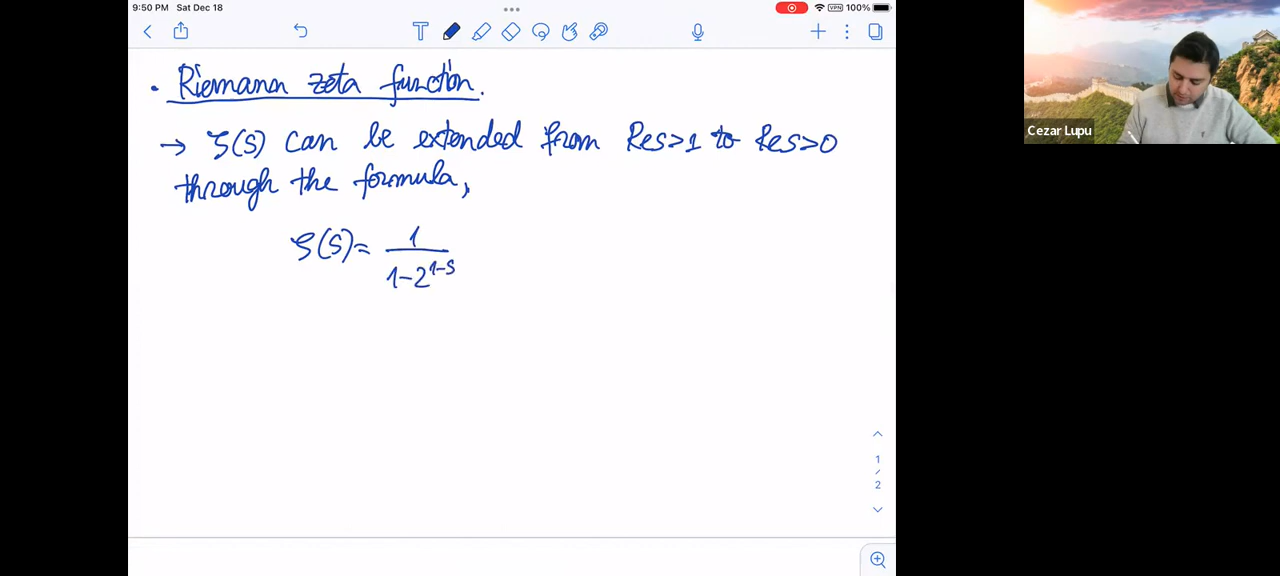 9:50 PM Sat Dec 18
VPN 100%
T
• Riemann zeta function.
→ ζ(s) can be extended from Res>1 to Res>0
through the formula,
ζ(s)= 1/(1-2^(1-s))
Cezar Lupu
1
/
2